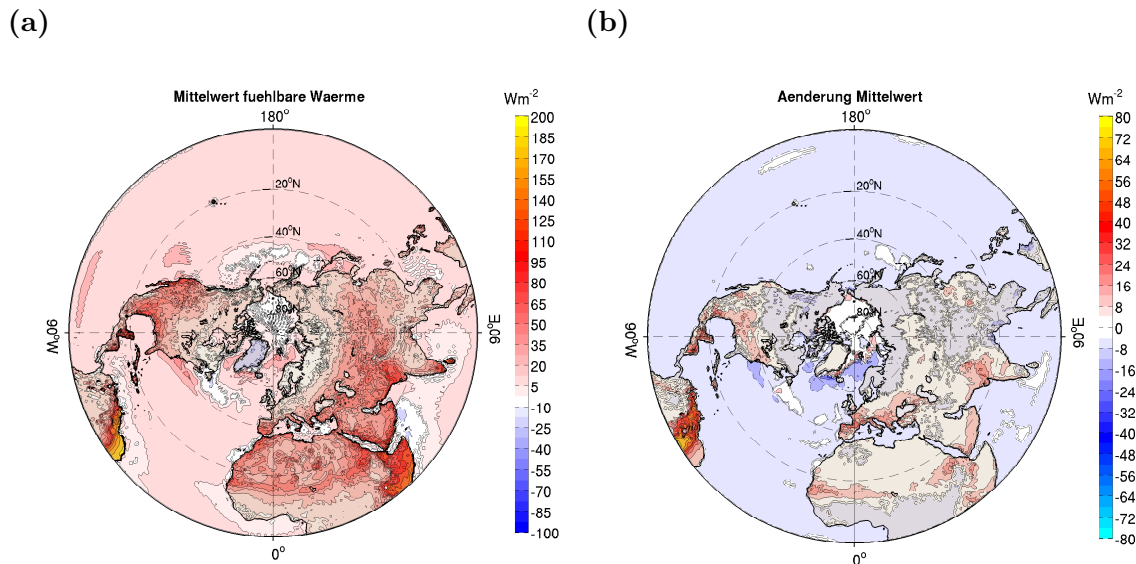 (a)
(b)
Mittelwert fuehlbare Waerme
Wm-2
180°
20°N
40°N
60°N
80°N
90°W
90°E
0°
200
185
170
155
140
125
110
95
80
65
50
35
20
5
-10
-25
-40
-55
-70
-85
-100
Aenderung Mittelwert
Wm-2
180°
20°N
40°N
60°N
80°N
90°W
90°E
0°
80
72
64
56
48
40
32
24
16
8
0
-8
-16
-24
-32
-40
-48
-56
-64
-72
-80